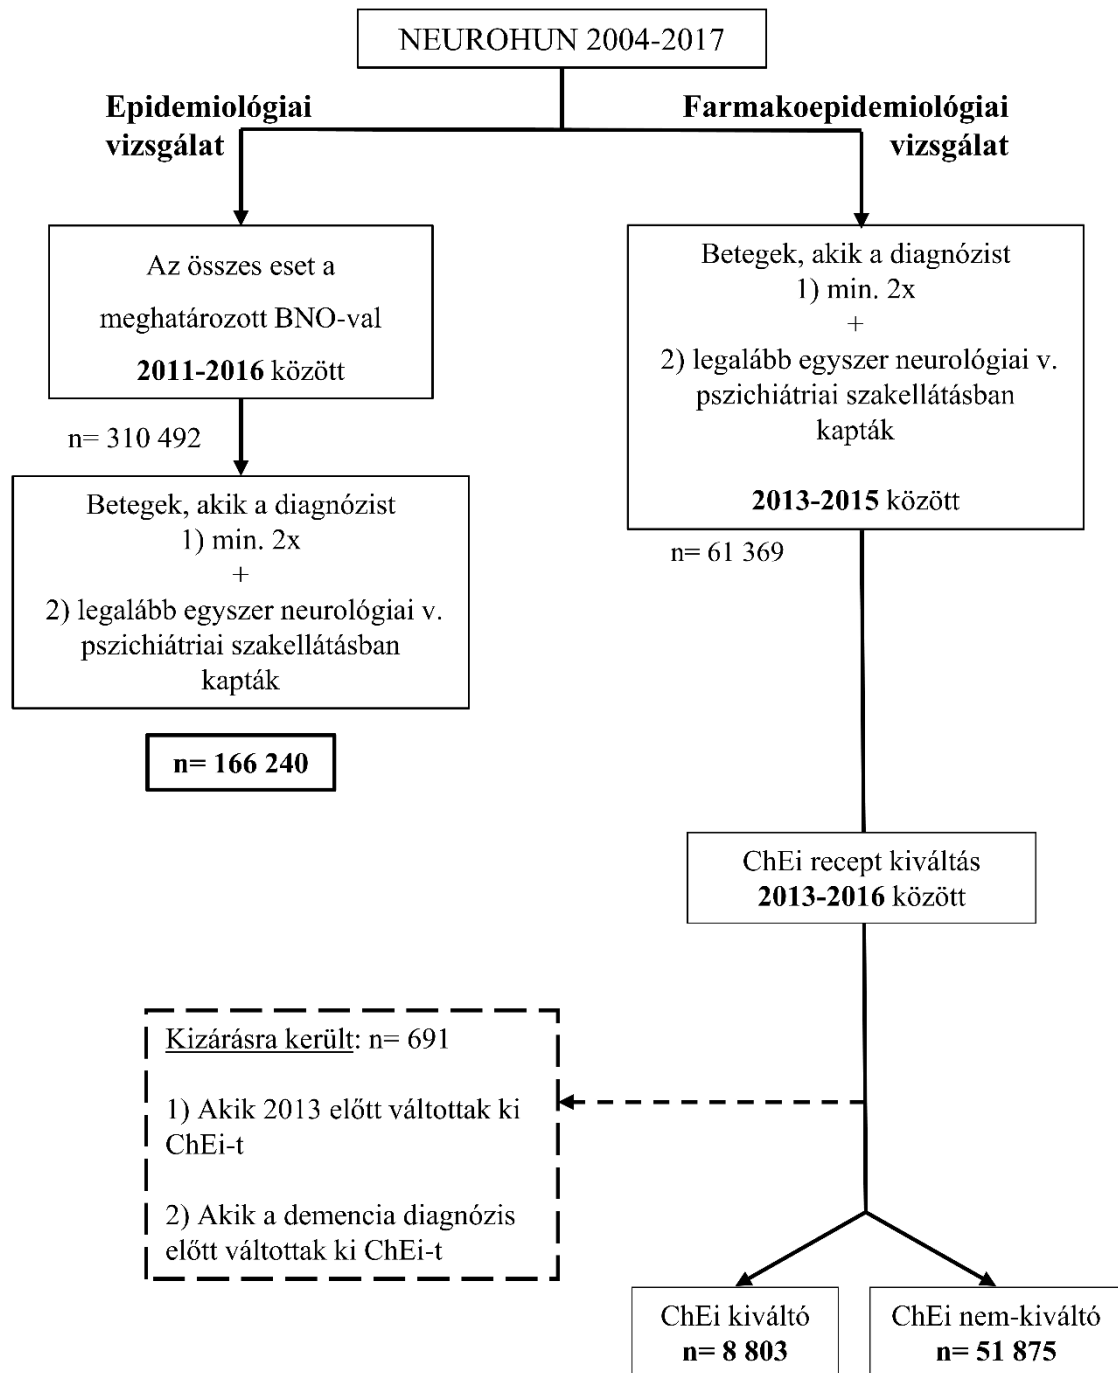 NEUROHUN 2004-2017
Epidemiológiai
vizsgálat
Farmakoepidemiológiai
vizsgálat
Az összes eset a
meghatározott BNO-val
2011-2016 között
n= 310 492
Betegek, akik a diagnózist
1) min. 2x
+
2) legalább egyszer neurológiai v.
pszichiátriai szakellátásban
kapták
n= 166 240
Betegek, akik a diagnózist
1) min. 2x
+
2) legalább egyszer neurológiai v.
pszichiátriai szakellátásban
kapták
2013-2015 között
n= 61 369
ChEi recept kiváltás
2013-2016 között
Kizárásra került: n= 691
1) Akik 2013 előtt váltottak ki
ChEi-t
2) Akik a demencia diagnózis
előtt váltottak ki ChEi-t
ChEi kiváltó
n= 8 803
ChEi nem-kiváltó
n= 51 875